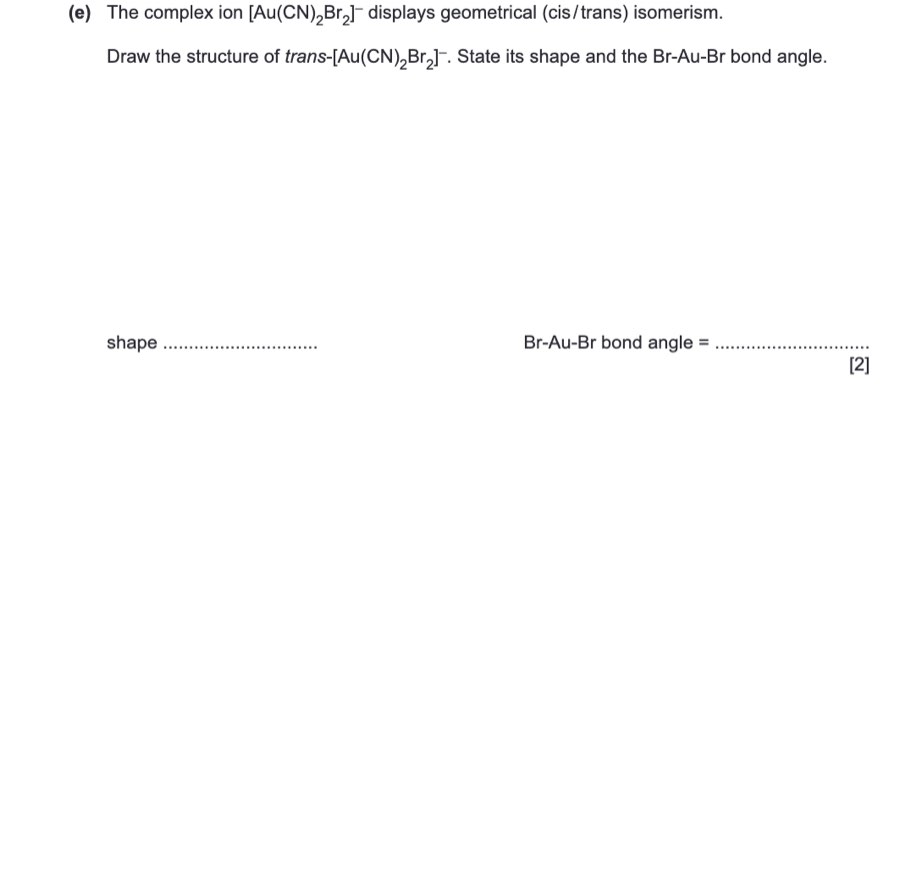 (e) The complex ion [Au(CN)₂Br₂]⁻ displays geometrical (cis/trans) isomerism.
Draw the structure of trans-[Au(CN)₂Br₂]⁻. State its shape and the Br-Au-Br bond angle.
shape ............................ Br-Au-Br bond angle = ............................
[2]